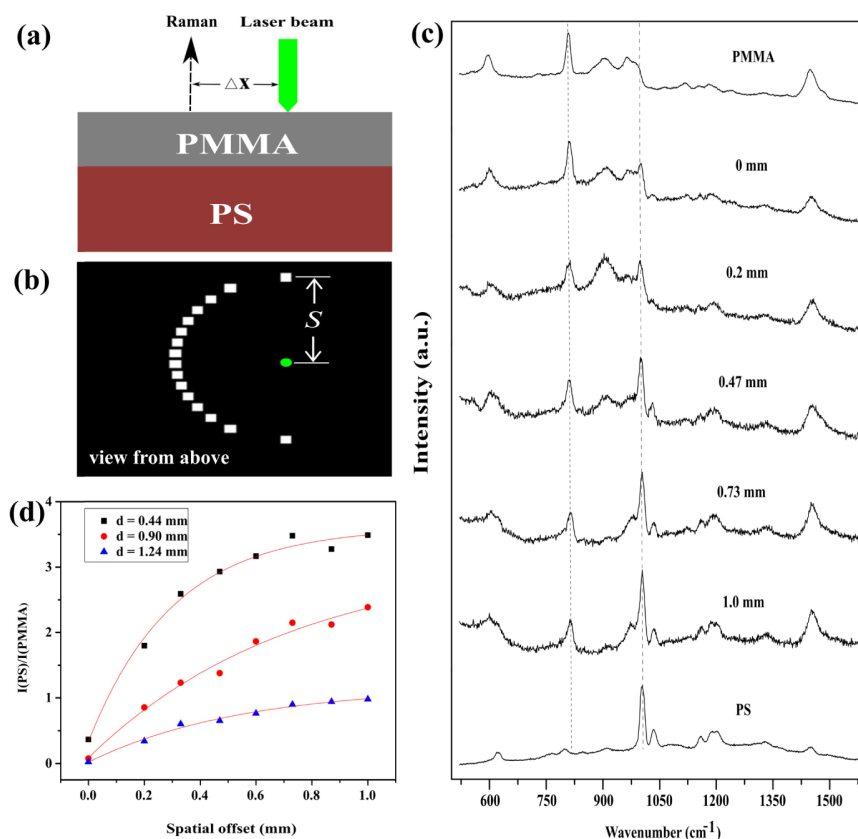 (a)
Raman
Laser beam
△x
PMMA
PS
(b)
S
view from above
(c)
PMMA
0 mm
0.2 mm
0.47 mm
0.73 mm
1.0 mm
PS
Intensity (a.u.)
600 750 900 1050 1200 1350 1500
Wavenumber (cm⁻¹)
(d)
d = 0.44 mm
d = 0.90 mm
d = 1.24 mm
4
3
2
1
0
I(PS)/I(PMMA)
0.0 0.2 0.4 0.6 0.8 1.0
Spatial offset (mm)